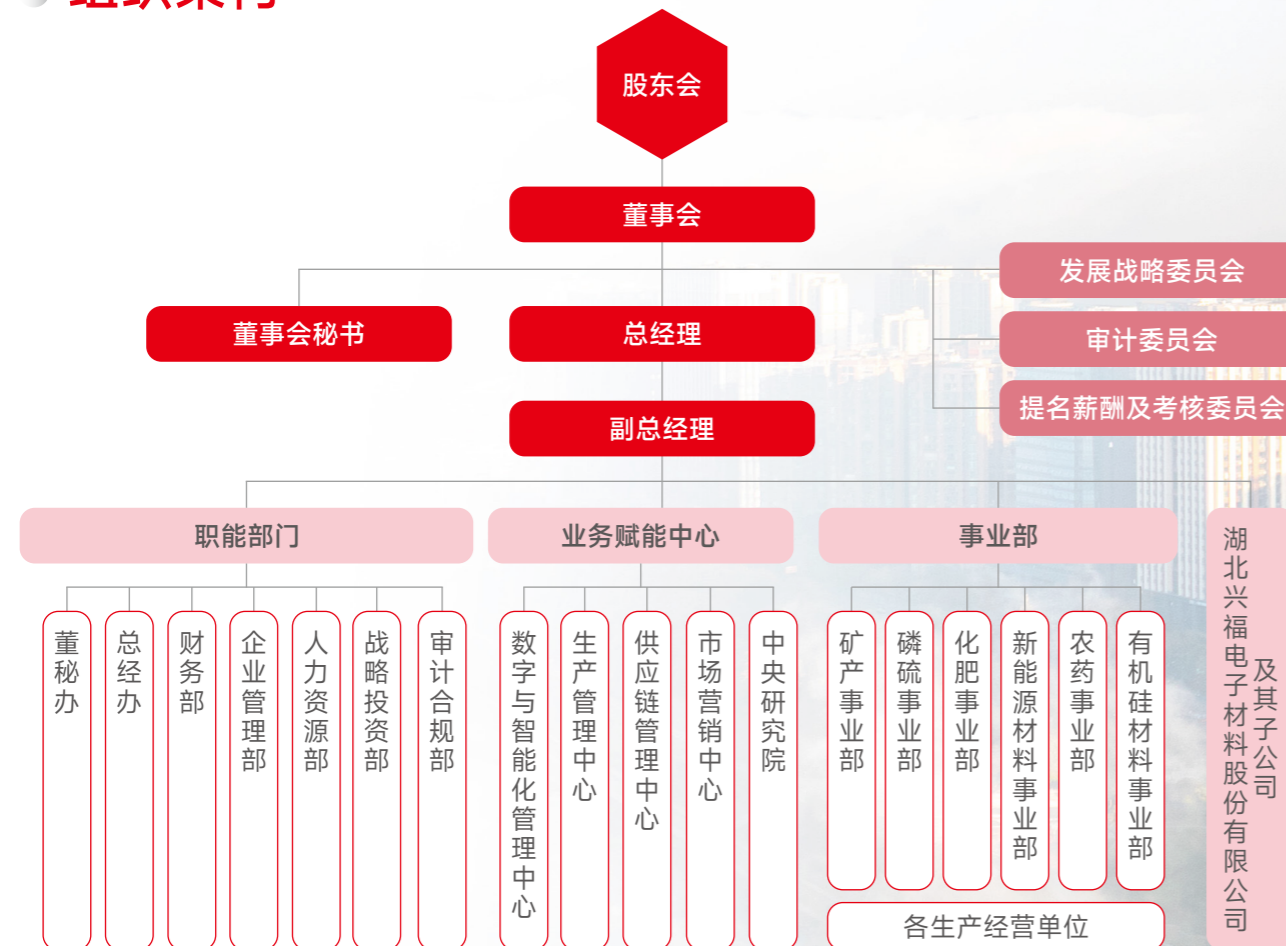 组织架构
股东会
董事会
发展战略委员会
董事会秘书
总经理
审计委员会
提名薪酬及考核委员会
副总经理
职能部门
业务赋能中心
事业部
董秘办
总经办
财务部
企业管理部
人力资源部
战略投资部
审计合规部
数字与智能化管理中心
生产管理中心
供应链管理中心
市场营销中心
中央研究院
矿产事业部
磷硫事业部
化肥事业部
新能源材料事业部
农药事业部
有机硅材料事业部
各生产经营单位
湖北兴福电子材料股份有限公司
及其子公司